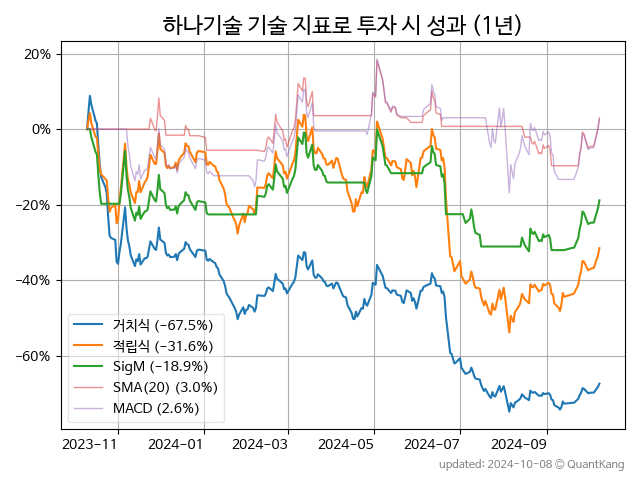 하나기술 기술 지표로 투자 시 성과 (1년)
20%
0%
−20%
−40%
−60%
거치식 (−67.5%)
적립식 (−31.6%)
SigM (−18.9%)
SMA(20) (3.0%)
MACD (2.6%)
2023−11 2024−01 2024−03 2024−05 2024−07 2024−09
updated: 2024-10-08 © QuantKang